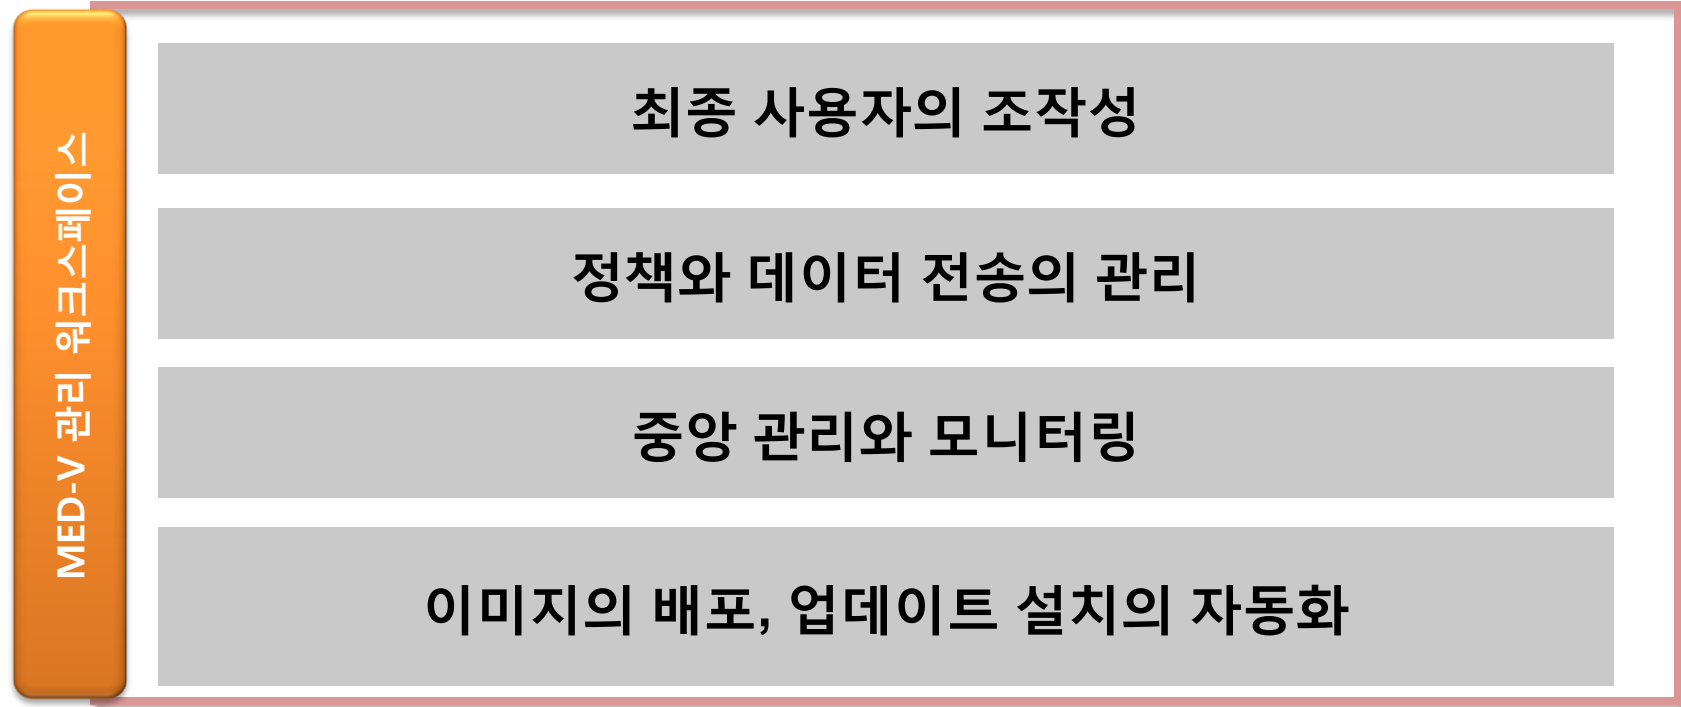 MED-V 관리 워크스페이스
최종 사용자의 조작성
정책와 데이터 전송의 관리
중앙 관리와 모니터링
이미지의 배포, 업데이트 설치의 자동화